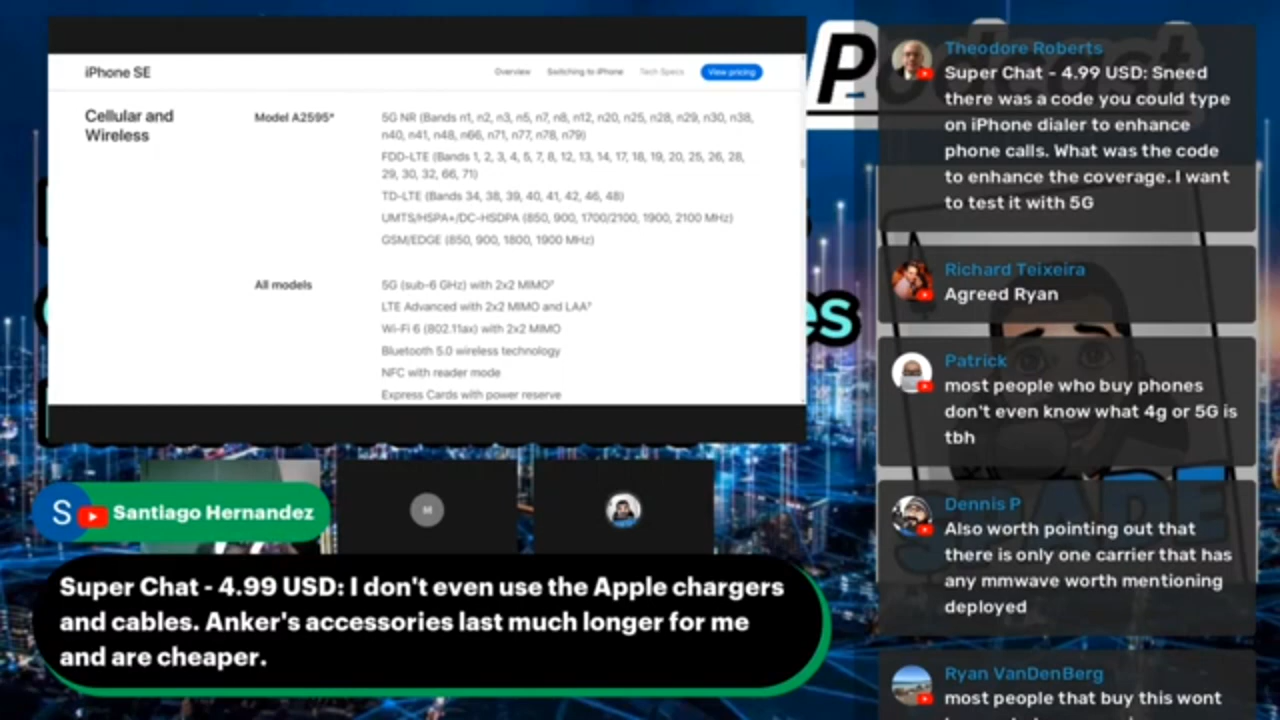 iPhone SE
Overview
Switching to iPhone
Tech Specs
View pricing
Cellular and
Wireless
Model A2595*
5G NR (Bands n1, n2, n3, n5, n7, n8, n12, n20, n25, n28, n29, n30, n38,
n40, n41, n48, n66, n71, n77, n78, n79)
FDD-LTE (Bands 1, 2, 3, 4, 5, 7, 8, 12, 13, 14, 17, 18, 19, 20, 25, 26, 28,
29, 30, 32, 66, 71)
TD-LTE (Bands 34, 38, 39, 40, 41, 42, 46, 48)
UMTS/HSPA+/DC-HSDPA (850, 900, 1700/2100, 1900, 2100 MHz)
GSM/EDGE (850, 900, 1800, 1900 MHz)
All models
5G (sub-6 GHz) with 2x2 MIMO⁷
LTE Advanced with 2x2 MIMO and LAA⁷
Wi-Fi 6 (802.11ax) with 2x2 MIMO
Bluetooth 5.0 wireless technology
NFC with reader mode
Express Cards with power reserve
Podcast
es
M
S Santiago Hernandez
Super Chat - 4.99 USD: I don't even use the Apple chargers
and cables. Anker's accessories last much longer for me
and are cheaper.
Theodore Roberts
Super Chat - 4.99 USD: Sneed
there was a code you could type
on iPhone dialer to enhance
phone calls. What was the code
to enhance the coverage. I want
to test it with 5G
Richard Teixeira
Agreed Ryan
Patrick
most people who buy phones
don't even know what 4g or 5G is
tbh
Dennis P
Also worth pointing out that
there is only one carrier that has
any mmwave worth mentioning
deployed
Ryan VanDenBerg
most people that buy this wont